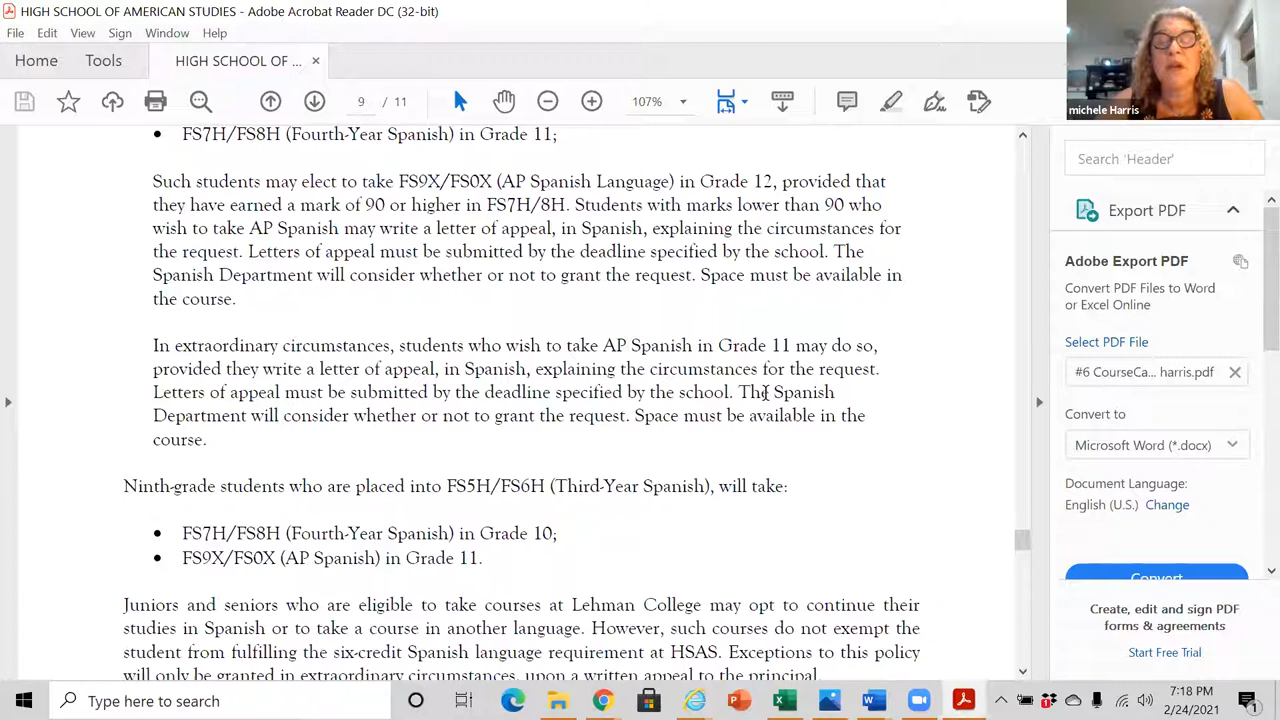 HIGH SCHOOL OF AMERICAN STUDIES - Adobe Acrobat Reader DC (32-bit)
File Edit View Sign Window Help
Home Tools HIGH SCHOOL OF ... ×
9 / 11 107%
michele Harris
FS7H/FS8H (Fourth-Year Spanish) in Grade 11;
Such students may elect to take FS9X/FS0X (AP Spanish Language) in Grade 12, provided that
they have earned a mark of 90 or higher in FS7H/8H. Students with marks lower than 90 who
wish to take AP Spanish may write a letter of appeal, in Spanish, explaining the circumstances for
the request. Letters of appeal must be submitted by the deadline specified by the school. The
Spanish Department will consider whether or not to grant the request. Space must be available in
the course.
In extraordinary circumstances, students who wish to take AP Spanish in Grade 11 may do so,
provided they write a letter of appeal, in Spanish, explaining the circumstances for the request.
Letters of appeal must be submitted by the deadline specified by the school. The Spanish
Department will consider whether or not to grant the request. Space must be available in the
course.
Ninth-grade students who are placed into FS5H/FS6H (Third-Year Spanish), will take:
FS7H/FS8H (Fourth-Year Spanish) in Grade 10;
FS9X/FS0X (AP Spanish) in Grade 11.
Juniors and seniors who are eligible to take courses at Lehman College may opt to continue their
studies in Spanish or to take a course in another language. However, such courses do not exempt the
student from fulfilling the six-credit Spanish language requirement at HSAS. Exceptions to this policy
will only be granted in extraordinary circumstances, upon a written appeal to the principal.
Search 'Header'
Export PDF
Adobe Export PDF
Convert PDF Files to Word
or Excel Online
Select PDF File
#6 CourseCa... harris.pdf
Convert to
Microsoft Word (*.docx)
Document Language:
English (U.S.) Change
Convert
Create, edit and sign PDF
forms & agreements
Start Free Trial
Type here to search
7:18 PM
2/24/2021